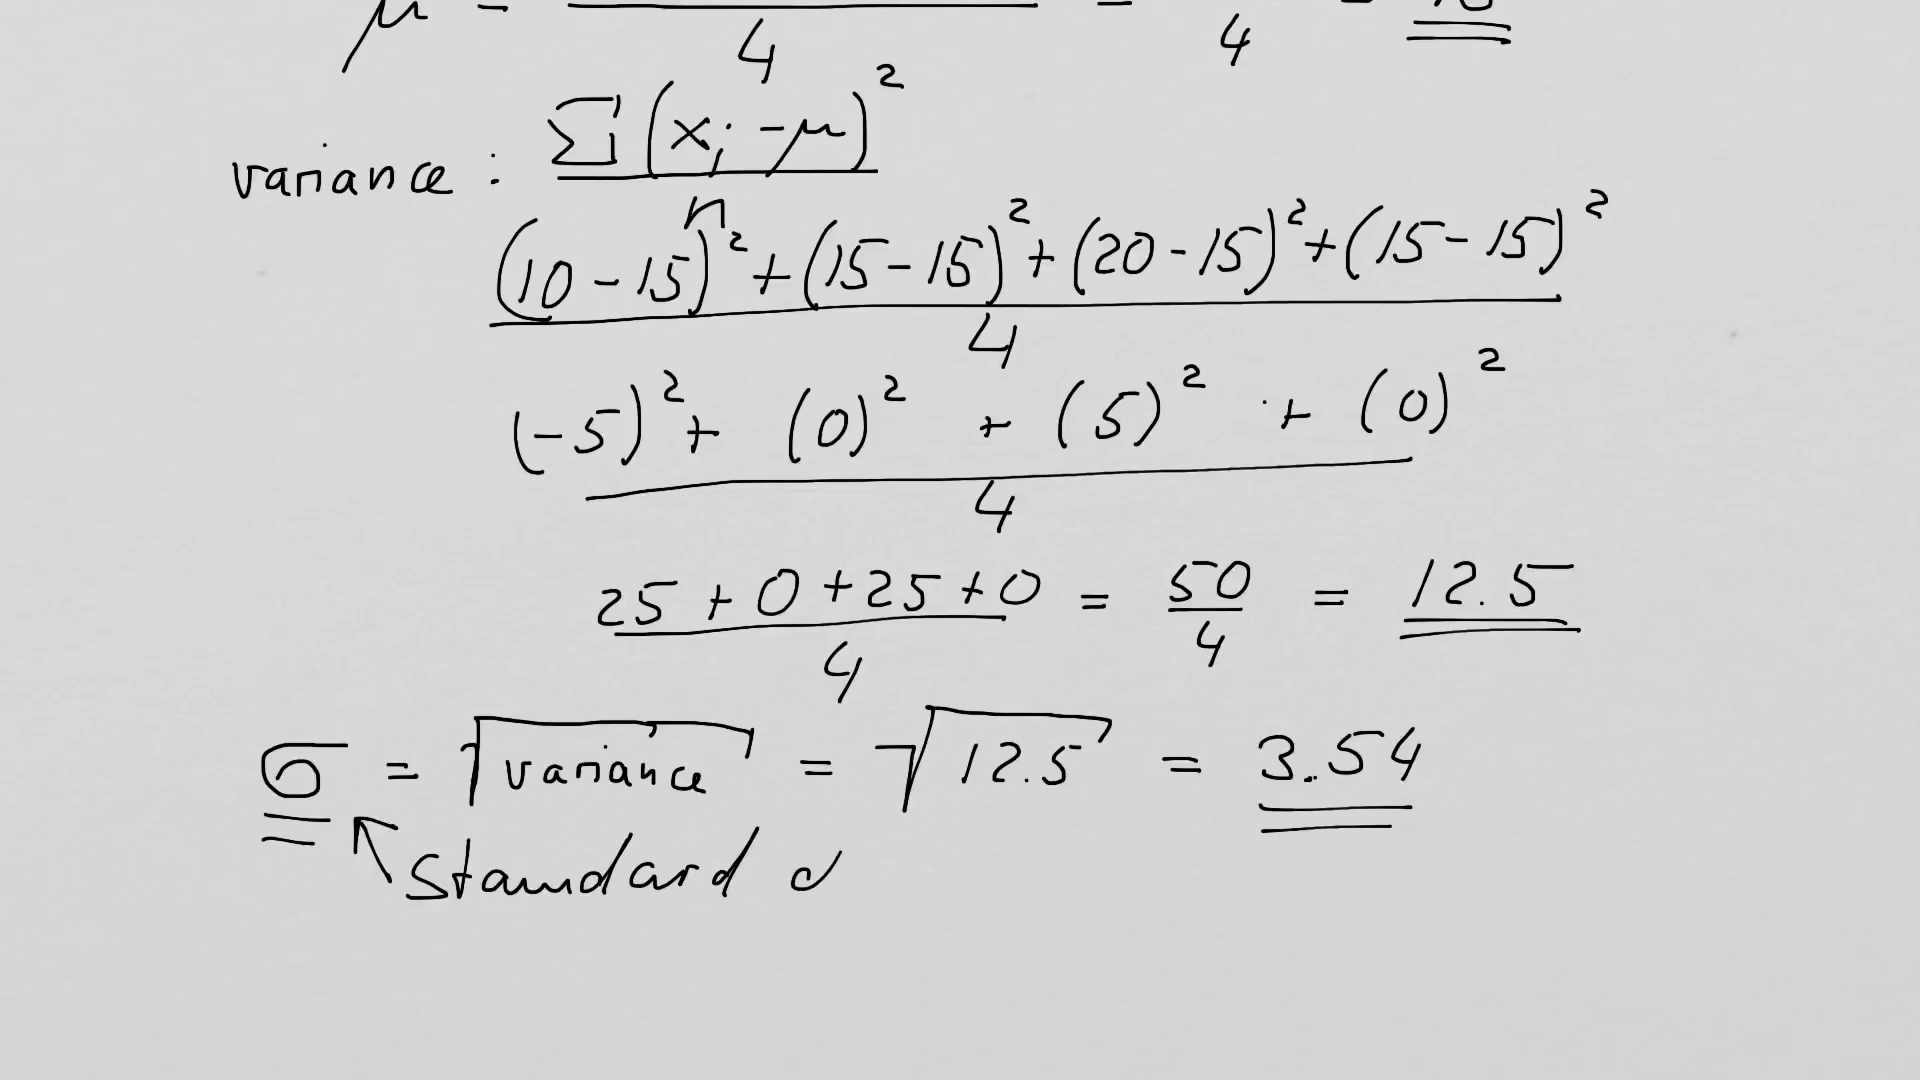 μ = — = — =
4 4
variance : Σ(xi - μ)²
n
(10 - 15)² + (15 - 15)² + (20 - 15)² + (15 - 15)²
4
(-5)² + (0)² + (5)² + (0)²
4
25 + 0 + 25 + 0 = 50 = 12.5
4 4
σ = √variance = √12.5 = 3.54
standard d